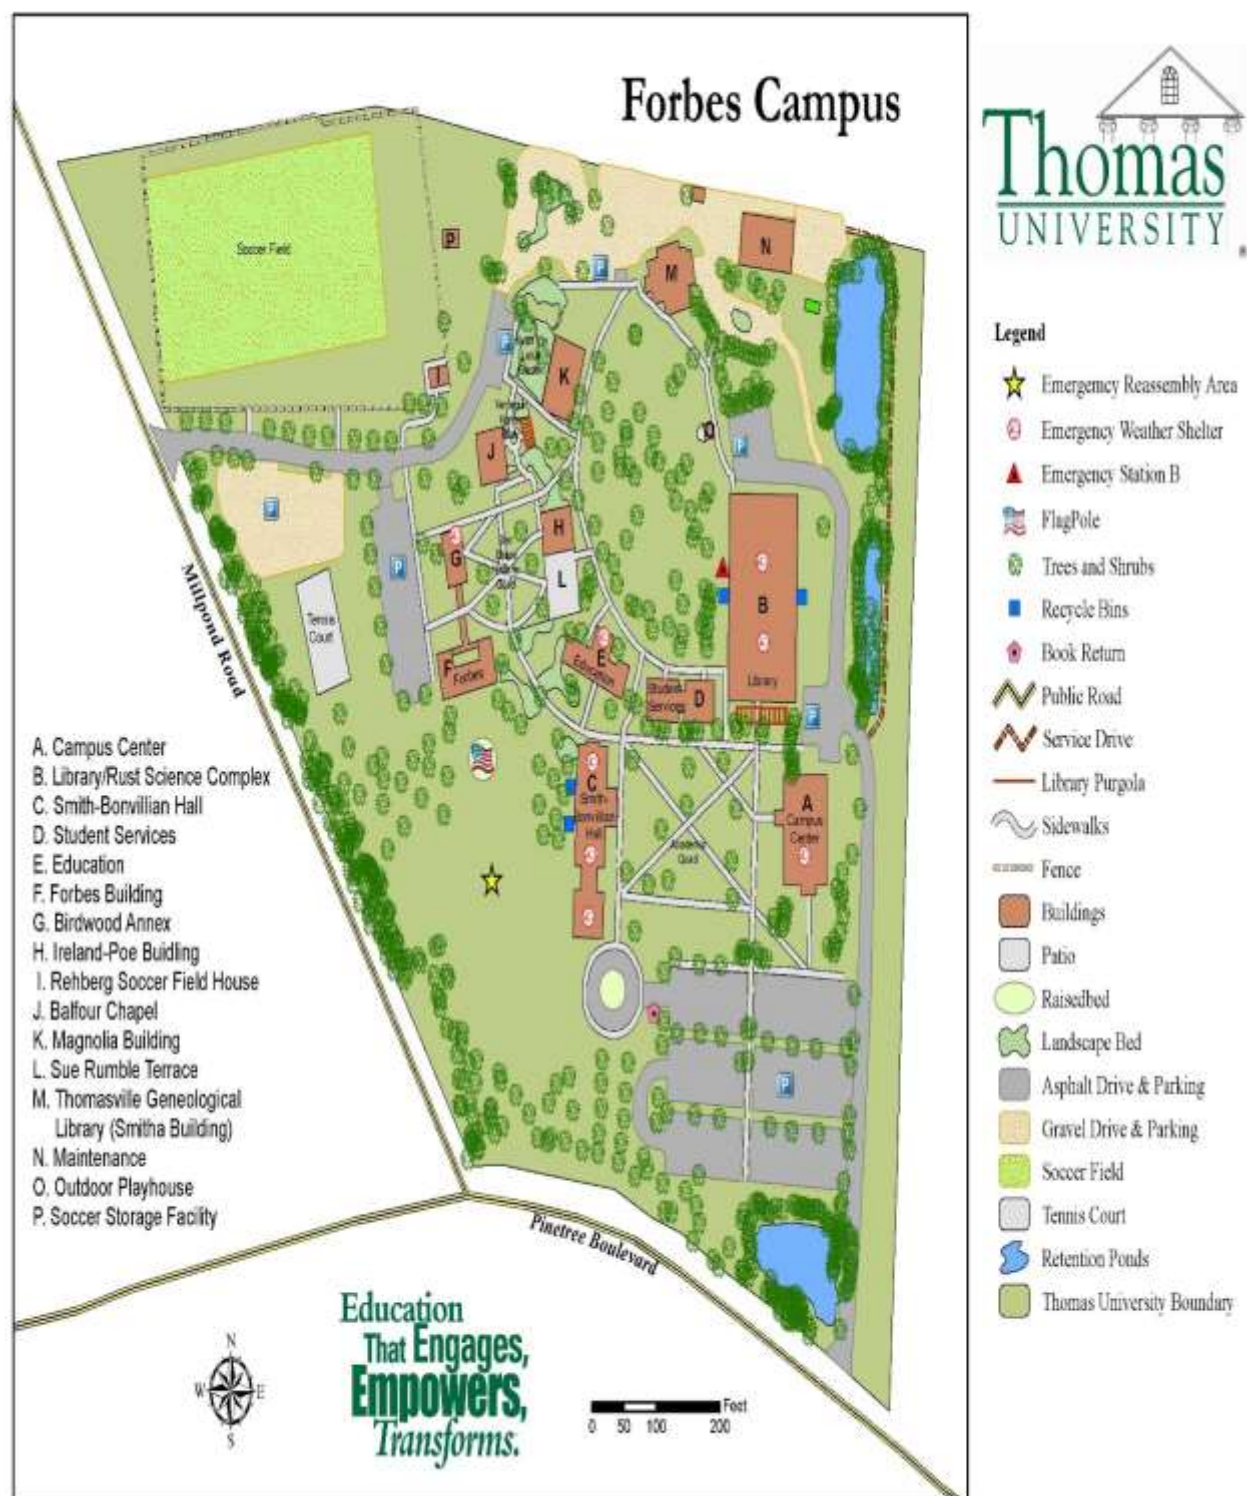 Forbes Campus
Thomas
UNIVERSITY
®
Legend
Emergency Reassembly Area
Emergency Weather Shelter
Emergency Station B
FlagPole
Trees and Shrubs
Recycle Bins
Book Return
Public Road
Service Drive
Library Purgola
Sidewalks
Fence
Buildings
Patio
Raisedbed
Landscape Bed
Asphalt Drive & Parking
Gravel Drive & Parking
Soccer Field
Tennis Court
Retention Ponds
Thomas University Boundary
Soccer Field
P
N
M
P
P
K
I
J
O
P
P
H
G
P
L
B
Tennis
Court
Millpond Road
E
Education
F
Forbes
Library
Student
Services
D
P
C
Smith-
Bonvillian
Hall
A
Campus
Center
Academic
Quad
P
A. Campus Center
B. Library/Rust Science Complex
C. Smith-Bonvillian Hall
D. Student Services
E. Education
F. Forbes Building
G. Birdwood Annex
H. Ireland-Poe Buidling
I. Rehberg Soccer Field House
J. Balfour Chapel
K. Magnolia Building
L. Sue Rumble Terrace
M. Thomasville Geneological
Library (Smitha Building)
N. Maintenance
O. Outdoor Playhouse
P. Soccer Storage Facility
Pinetree Boulevard
N
W E
S
Education
That Engages,
Empowers,
Transforms.
Feet
0 50 100 200